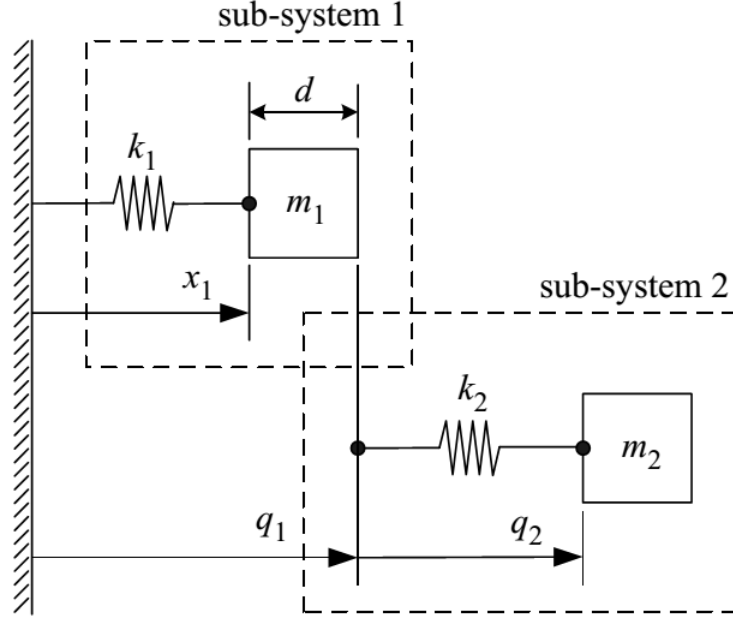 sub-system 1
d
k₁
m₁
x₁
sub-system 2
k₂
m₂
q₁
q₂